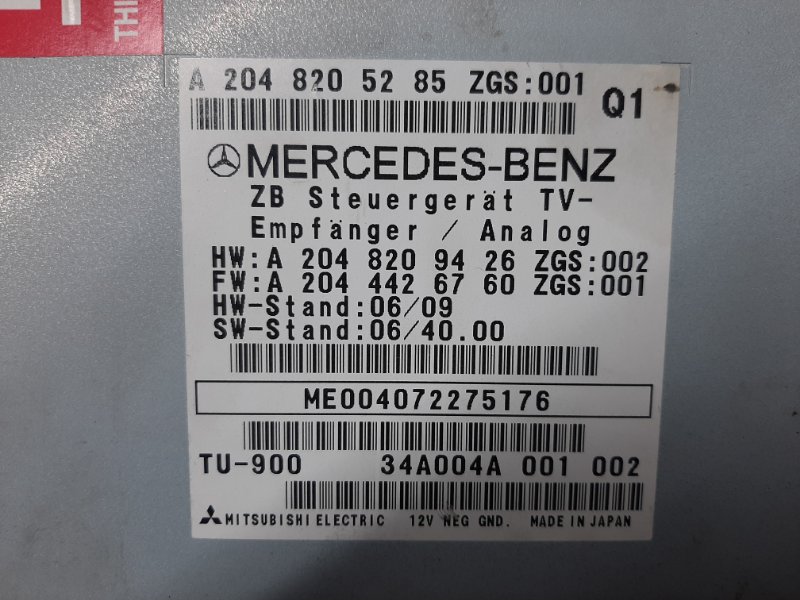 THI
A 204 820 52 85 ZGS:001
Q1
MERCEDES-BENZ
ZB Steuergerät TV-
Empfänger / Analog
HW:A 204 820 94 26 ZGS:002
FW:A 204 442 67 60 ZGS:001
HW-Stand:06/09
SW-Stand:06/40.00
ME004072275176
TU-900 34A004A 001 002
MITSUBISHI ELECTRIC 12V NEG GND. MADE IN JAPAN